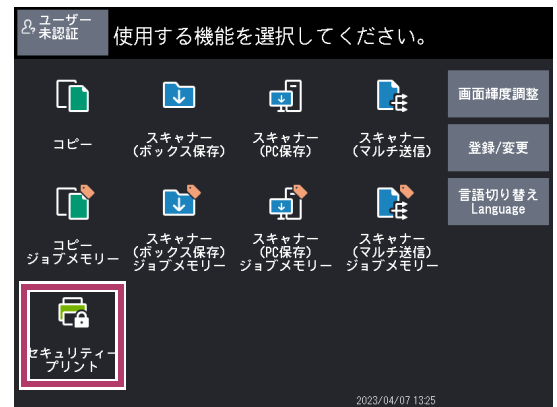 ユーザー
未認証
使用する機能を選択してください。
コピー
スキャナー
(ボックス保存)
スキャナー
(PC保存)
スキャナー
(マルチ送信)
画面輝度調整
登録/変更
コピー
ジョブメモリー
スキャナー
(ボックス保存)
ジョブメモリー
スキャナー
(PC保存)
ジョブメモリー
スキャナー
(マルチ送信)
ジョブメモリー
言語切り替え
Language
セキュリティー
プリント
2023/04/07 13:25